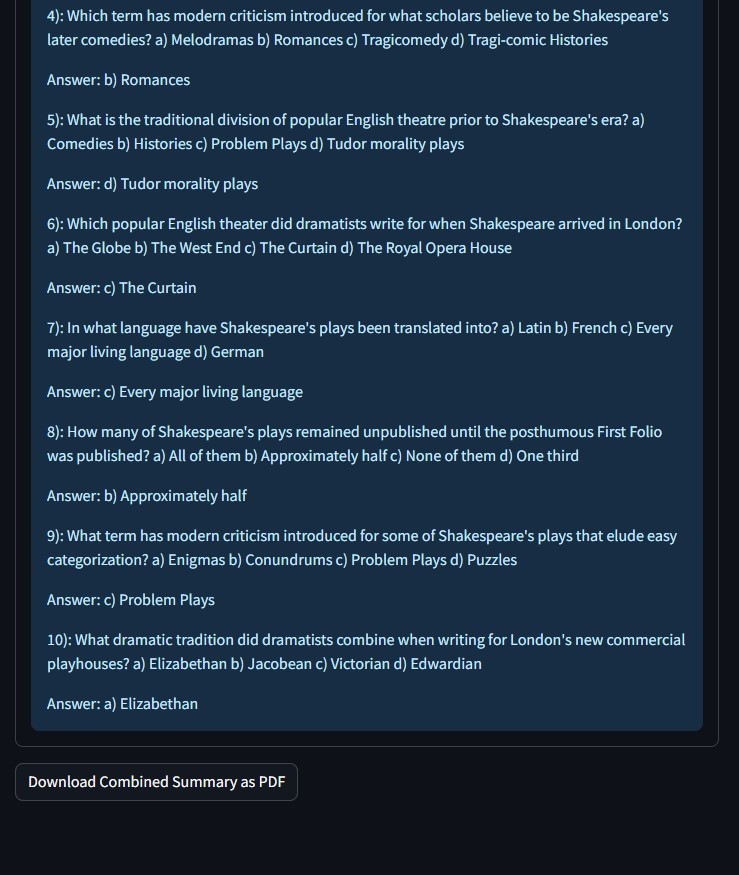 4): Which term has modern criticism introduced for what scholars believe to be Shakespeare's
later comedies? a) Melodramas b) Romances c) Tragicomedy d) Tragi-comic Histories
Answer: b) Romances
5): What is the traditional division of popular English theatre prior to Shakespeare's era? a)
Comedies b) Histories c) Problem Plays d) Tudor morality plays
Answer: d) Tudor morality plays
6): Which popular English theater did dramatists write for when Shakespeare arrived in London?
a) The Globe b) The West End c) The Curtain d) The Royal Opera House
Answer: c) The Curtain
7): In what language have Shakespeare's plays been translated into? a) Latin b) French c) Every
major living language d) German
Answer: c) Every major living language
8): How many of Shakespeare's plays remained unpublished until the posthumous First Folio
was published? a) All of them b) Approximately half c) None of them d) One third
Answer: b) Approximately half
9): What term has modern criticism introduced for some of Shakespeare's plays that elude easy
categorization? a) Enigmas b) Conundrums c) Problem Plays d) Puzzles
Answer: c) Problem Plays
10): What dramatic tradition did dramatists combine when writing for London's new commercial
playhouses? a) Elizabethan b) Jacobean c) Victorian d) Edwardian
Answer: a) Elizabethan
Download Combined Summary as PDF